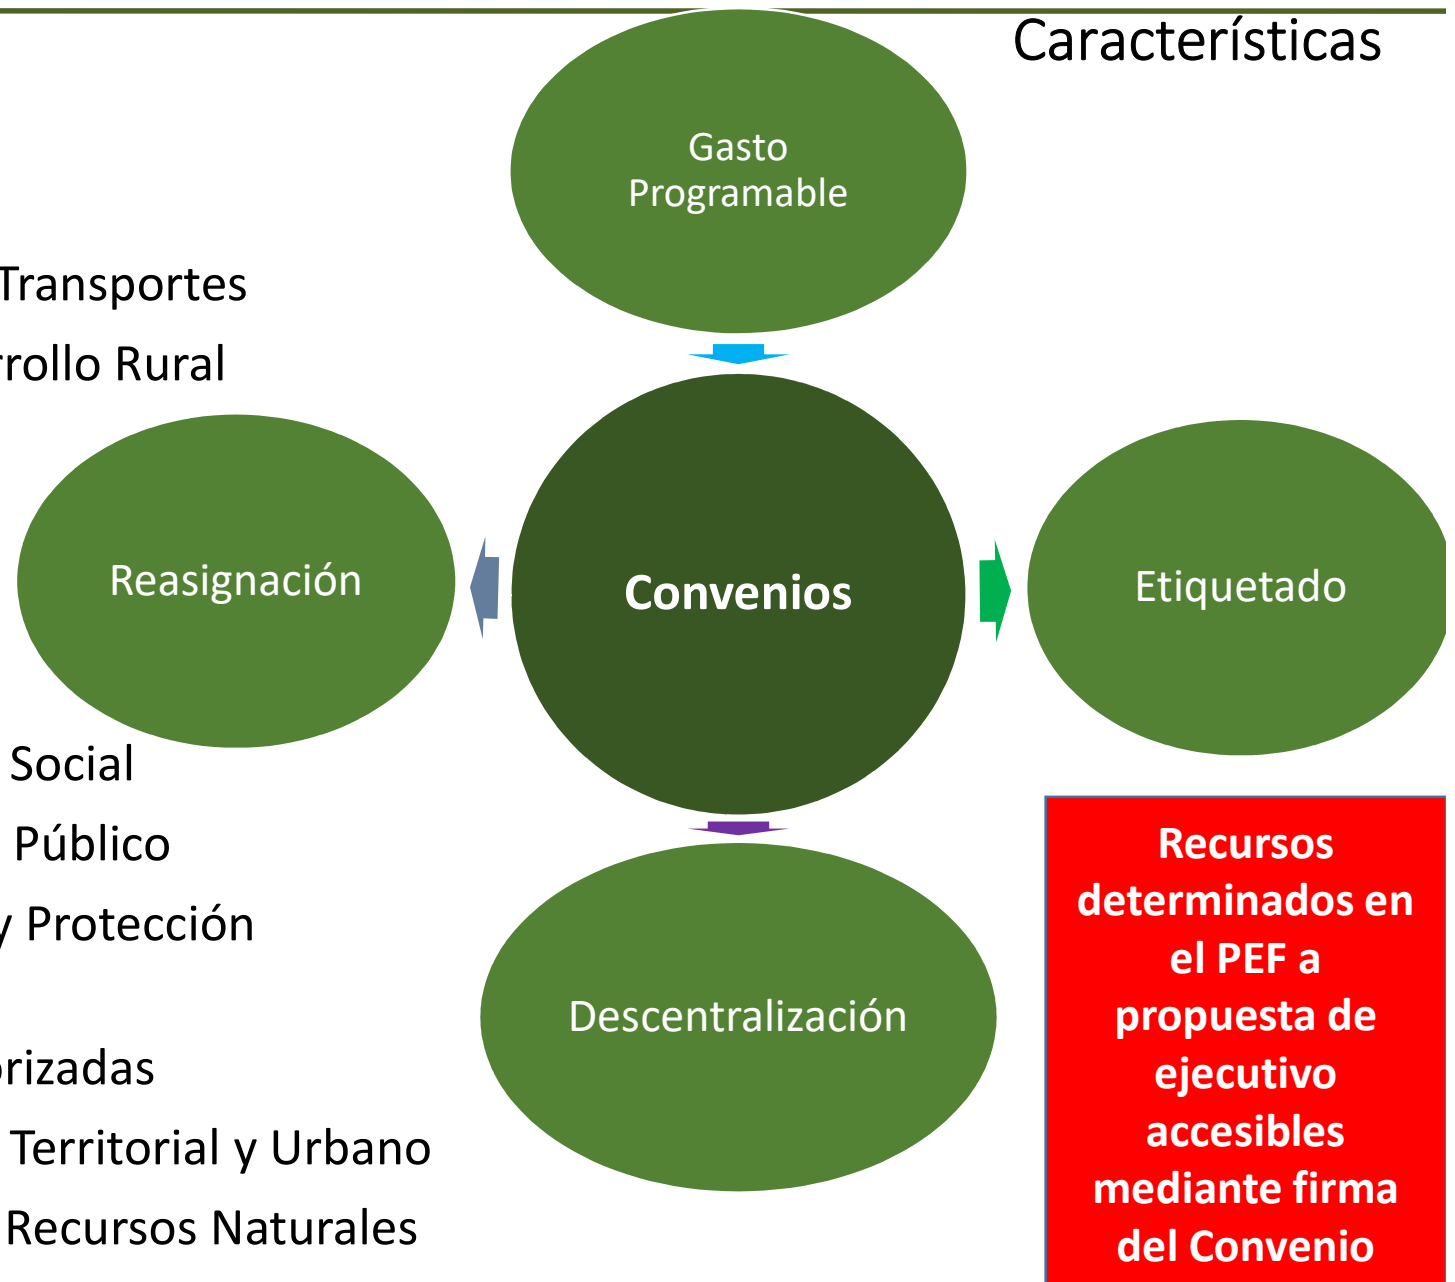 Características
Gasto
Programable
Transportes
rrollo Rural
Reasignación
Convenios
Etiquetado
Social
Público
y Protección
orizadas
Territorial y Urbano
Recursos Naturales
Descentralización
Recursos
determinados en
el PEF a
propuesta de
ejecutivo
accesibles
mediante firma
del Convenio